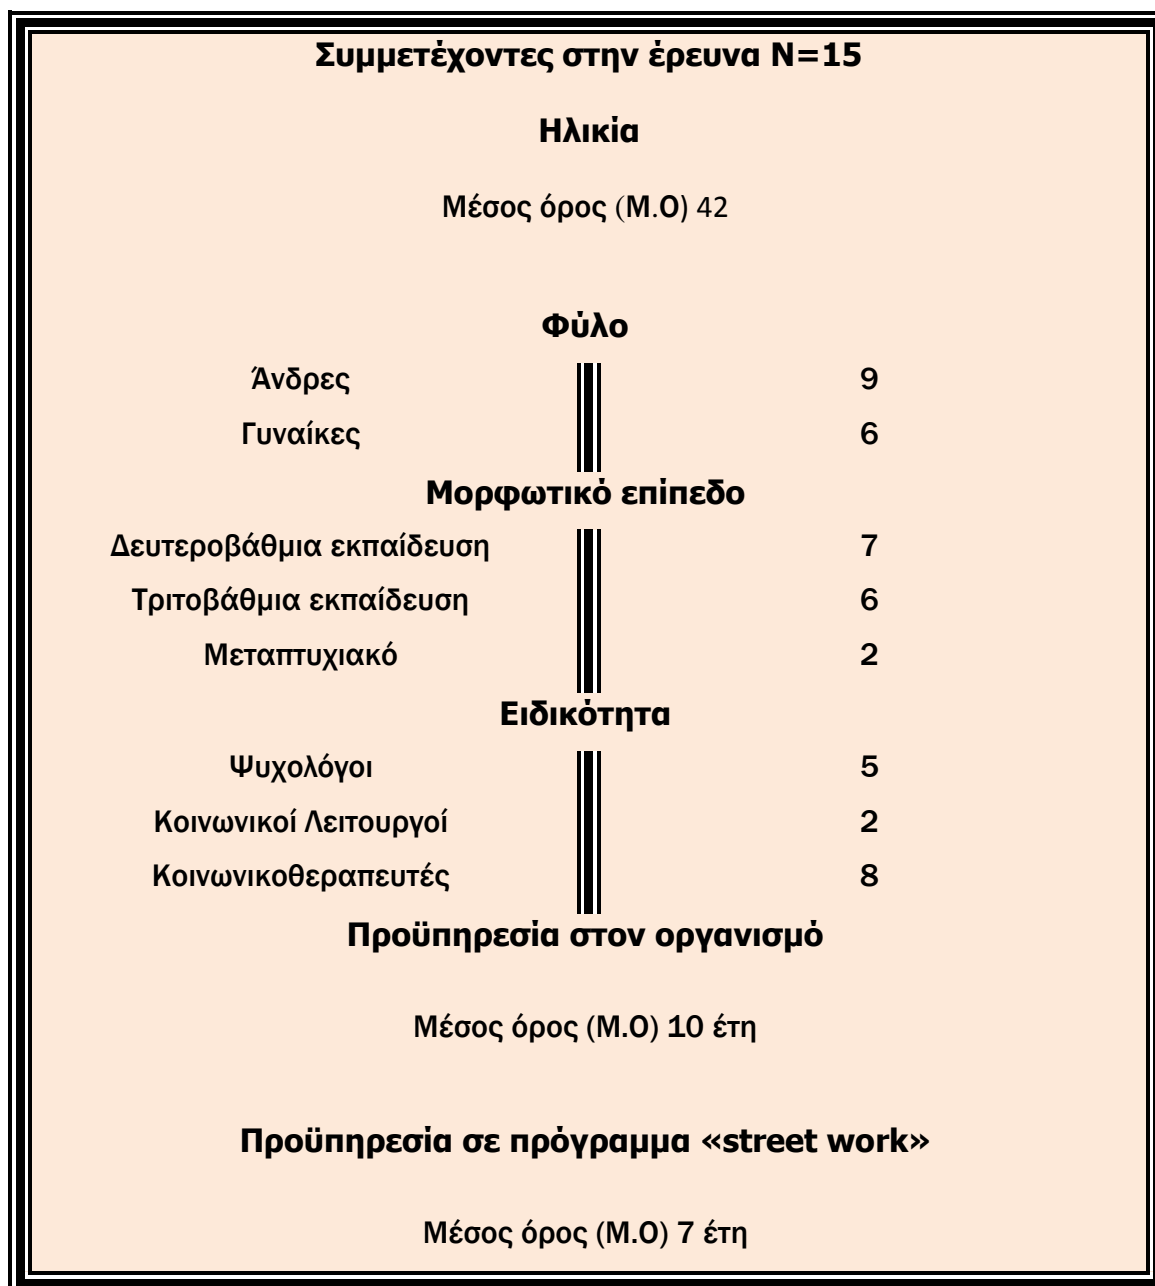 Συμμετέχοντες στην έρευνα N=15
Ηλικία
Μέσος όρος (Μ.Ο) 42
Φύλο
Άνδρες 9
Γυναίκες 6
Μορφωτικό επίπεδο
Δευτεροβάθμια εκπαίδευση 7
Τριτοβάθμια εκπαίδευση 6
Μεταπτυχιακό 2
Ειδικότητα
Ψυχολόγοι 5
Κοινωνικοί Λειτουργοί 2
Κοινωνικοθεραπευτές 8
Προϋπηρεσία στον οργανισμό
Μέσος όρος (Μ.Ο) 10 έτη
Προϋπηρεσία σε πρόγραμμα «street work»
Μέσος όρος (Μ.Ο) 7 έτη